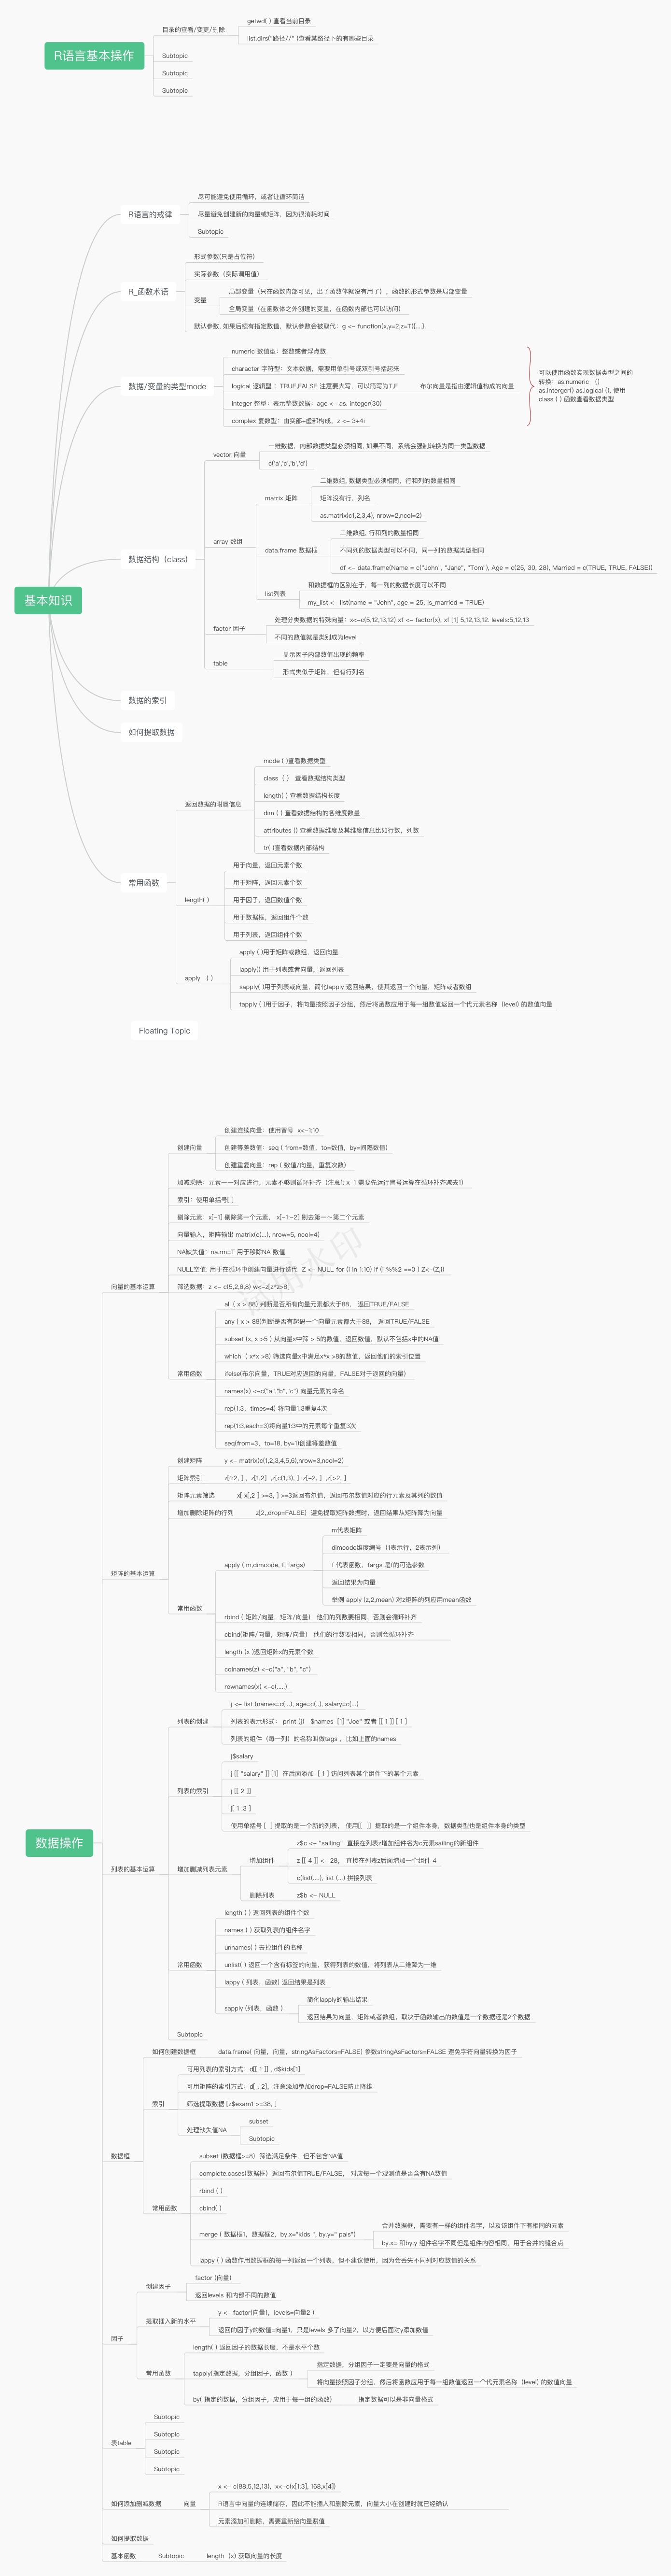 R语言基本操作
目录的查看/变更/删除
getwd( ) 查看当前目录
list.dirs("路径//" )查看某路径下的有哪些目录
Subtopic
Subtopic
Subtopic
基本知识
R语言的戒律
尽可能避免使用循环，或者让循环简洁
尽量避免创建新的向量或矩阵，因为很消耗时间
Subtopic
R_函数术语
形式参数(只是占位符)
实际参数（实际调用值）
变量
局部变量（只在函数内部可见，出了函数体就没有用了），函数的形式参数是局部变量
全局变量（在函数体之外创建的变量，在函数内部也可以访问）
默认参数, 如果后续有指定数值，默认参数会被取代：g <- function(x,y=2,z=T){....}.
数据/变量的类型mode
numeric 数值型：整数或者浮点数
character 字符型：文本数据，需要用单引号或双引号括起来
logical 逻辑型 ：TRUE,FALSE 注意要大写，可以简写为T,F
布尔向量是指由逻辑值构成的向量
integer 整型：表示整数数据：age <- as. integer(30)
complex 复数型：由实部+虚部构成，z <- 3+4i
可以使用函数实现数据类型之间的
转换：as.numeric （）
as.interger() as.logical (), 使用
class ( ) 函数查看数据类型
数据结构（class)
vector 向量
一维数据，内部数据类型必须相同, 如果不同，系统会强制转换为同一类型数据
c('a','c','b','d')
array 数组
matrix 矩阵
二维数组, 数据类型必须相同，行和列的数量相同
矩阵没有行，列名
as.matrix(c1,2,3,4), nrow=2,ncol=2)
data.frame 数据框
二维数组, 行和列的数量相同
不同列的数据类型可以不同，同一列的数据类型相同
df <- data.frame(Name = c("John", "Jane", "Tom"), Age = c(25, 30, 28), Married = c(TRUE, TRUE, FALSE))
list列表
和数据框的区别在于，每一列的数据长度可以不同
my_list <- list(name = "John", age = 25, is_married = TRUE)
factor 因子
处理分类数据的特殊向量：x<-c(5,12,13,12) xf <- factor(x), xf [1] 5,12,13,12. levels:5,12,13
不同的数值就是类别成为level
table
显示因子内部数值出现的频率
形式类似于矩阵，但有行列名
数据的索引
如何提取数据
常用函数
返回数据的附属信息
mode ( )查看数据类型
class（ ） 查看数据结构类型
length( ) 查看数据结构长度
dim ( ) 查看数据结构的各维度数量
attributes () 查看数据维度及其维度信息比如行数，列数
tr( )查看数据内部结构
length( )
用于向量，返回元素个数
用于矩阵，返回元素个数
用于因子，返回数值个数
用于数据框，返回组件个数
用于列表，返回组件个数
apply （ )
apply ( )用于矩阵或数组，返回向量
lapply() 用于列表或者向量，返回列表
sapply( )用于列表或向量，简化lapply 返回结果，使其返回一个向量，矩阵或者数组
tapply ( )用于因子，将向量按照因子分组，然后将函数应用于每一组数值返回一个代元素名称（level) 的数值向量
Floating Topic
数据操作
向量的基本运算
创建向量
创建连续向量：使用冒号  x<-1:10
创建等差数值：seq ( from=数值，to=数值，by=间隔数值）
创建重复向量：rep ( 数值/向量，重复次数）
加减乘除：元素一一对应进行，元素不够则循环补齐（注意1: x-1 需要先运行冒号运算在循环补齐减去1）
索引：使用单括号[ ]
剔除元素：x[-1] 剔除第一个元素， x[-1:-2] 剔去第一～第二个元素
向量输入，矩阵输出 matrix(c(...), nrow=5, ncol=4)
NA缺失值：na.rm=T 用于移除NA 数值
NULL空值: 用于在循环中创建向量进行迭代  Z <- NULL for (i in 1:10) if (i %%2 ==0 ) Z<-(Z,i)
筛选数据：z <- c(5,2,6,8) w<-z[z*z>8]
常用函数
all ( x > 88) 判断是否所有向量元素都大于88， 返回TRUE/FALSE
any ( x > 88)判断是否有起码一个向量元素都大于88， 返回TRUE/FALSE
subset (x, x >5 ) 从向量x中筛 > 5的数值，返回数值，默认不包括x中的NA值
which（ x*x >8) 筛选向量x中满足x*x >8的数值，返回他们的索引位置
ifelse(布尔向量，TRUE对应返回的向量，FALSE对于返回的向量）
names(x) <-c("a","b","c") 向量元素的命名
rep(1:3，times=4) 将向量1:3重复4次
rep(1:3,each=3)将向量1:3中的元素每个重复3次
seq(from=3，to=18, by=1)创建等差数值
矩阵的基本运算
创建矩阵
y <- matrix(c(1,2,3,4,5,6),nrow=3,ncol=2)
矩阵索引
z[1:2, ] ，z[1,2] ,z[c(1,3), ]  z[-2, ] ,z[>2, ]
矩阵元素筛选
x[ x[,2 ] >=3, ] >=3返回布尔值，返回布尔数值对应的行元素及其列的数值
增加删除矩阵的行列
z[2,,drop=FALSE）避免提取矩阵数据时，返回结果从矩阵降为向量
常用函数
apply ( m,dimcode, f, fargs)
m代表矩阵
dimcode维度编号（1表示行，2表示列）
f 代表函数，fargs 是f的可选参数
返回结果为向量
举例 apply (z,2,mean) 对z矩阵的列应用mean函数
rbind ( 矩阵/向量，矩阵/向量） 他们的列数要相同，否则会循环补齐
cbind(矩阵/向量，矩阵/向量） 他们的行数要相同，否则会循环补齐
length (x )返回矩阵x的元素个数
colnames(z) <-c("a", "b", "c")
rownames(x) <-c(.....)
列表的基本运算
列表的创建
j <- list (names=c(...), age=c(..), salary=c(...)
列表的表示形式： print (j)   $names  [1] "Joe" 或者 [[ 1 ]] [ 1 ]
列表的组件（每一列）的名称叫做tags ，比如上面的names
列表的索引
j$salary
j [[ "salary" ]] [1]  在后面添加［1 ] 访问列表某个组件下的某个元素
j [[ 2 ]]
j[ 1 :3 ]
使用单括号 [  ] 提取的是一个新的列表， 使用[[  ]]  提取的是一个组件本身，数据类型也是组件本身的类型
增加删减列表元素
增加组件
z$c <- "sailing"  直接在列表z增加组件名为c元素sailing的新组件
z [[ 4 ]] <- 28， 直接在列表z后面增加一个组件 4
c(list(....), list (...) 拼接列表
删除列表
z$b <- NULL
常用函数
length ( ) 返回列表的组件个数
names ( ) 获取列表的组件名字
unnames( ) 去掉组件的名称
unlist( ) 返回一个含有标签的向量，获得列表的数值，将列表从二维降为一维
lappy ( 列表，函数) 返回结果是列表
sapply (列表，函数 ）
简化lapply的输出结果
返回结果为向量，矩阵或者数组。取决于函数输出的数值是一个数据还是2个数据
Subtopic
数据框
如何创建数据框
data.frame( 向量，向量，stringAsFactors=FALSE) 参数stringAsFactors=FALSE 避免字符向量转换为因子
索引
可用列表的索引方式：d[[ 1 ]] , d$kids[1]
可用矩阵的索引方式：d[ , 2]，注意添加参加drop=FALSE防止降维
筛选提取数据 [z$exam1 >=38, ]
处理缺失值NA
subset
Subtopic
常用函数
subset (数据框>=8）筛选满足条件，但不包含NA值
complete.cases(数据框）返回布尔值TRUE/FALSE， 对应每一个观测值是否含有NA数值
rbind ( )
cbind( )
merge ( 数据框1，数据框2，by.x="kids ", by.y=" pals")
合并数据框，需要有一样的组件名字，以及该组件下有相同的元素
by.x= 和by.y 组件名字不同但是组件内容相同，用于合并的缝合点
lappy ( ) 函数作用数据框的每一列返回一个列表，但不建议使用，因为会丢失不同列对应数值的关系
因子
创建因子
factor (向量)
返回levels 和内部不同的数值
提取插入新的水平
y <- factor(向量1，levels=向量2 )
返回的因子y的数值=向量1，只是levels 多了向量2，以方便后面对y添加数值
常用函数
length( ) 返回因子的数据长度，不是水平个数
tapply(指定数据，分组因子，函数 ）
指定数据，分组因子一定要是向量的格式
将向量按照因子分组，然后将函数应用于每一组数值返回一个代元素名称（level) 的数值向量
by( 指定的数据，分组因子，应用于每一组的函数）
指定数据可以是非向量格式
表table
Subtopic
Subtopic
Subtopic
Subtopic
如何添加删减数据
向量
x <- c(88,5,12,13)，x<-c(x[1:3], 168,x[4])
R语言中向量的连续储存，因此不能插入和删除元素，向量大小在创建时就已经确认
元素添加和删除，需要重新给向量赋值
如何提取数据
基本函数
Subtopic
length（x) 获取向量的长度
试用水印